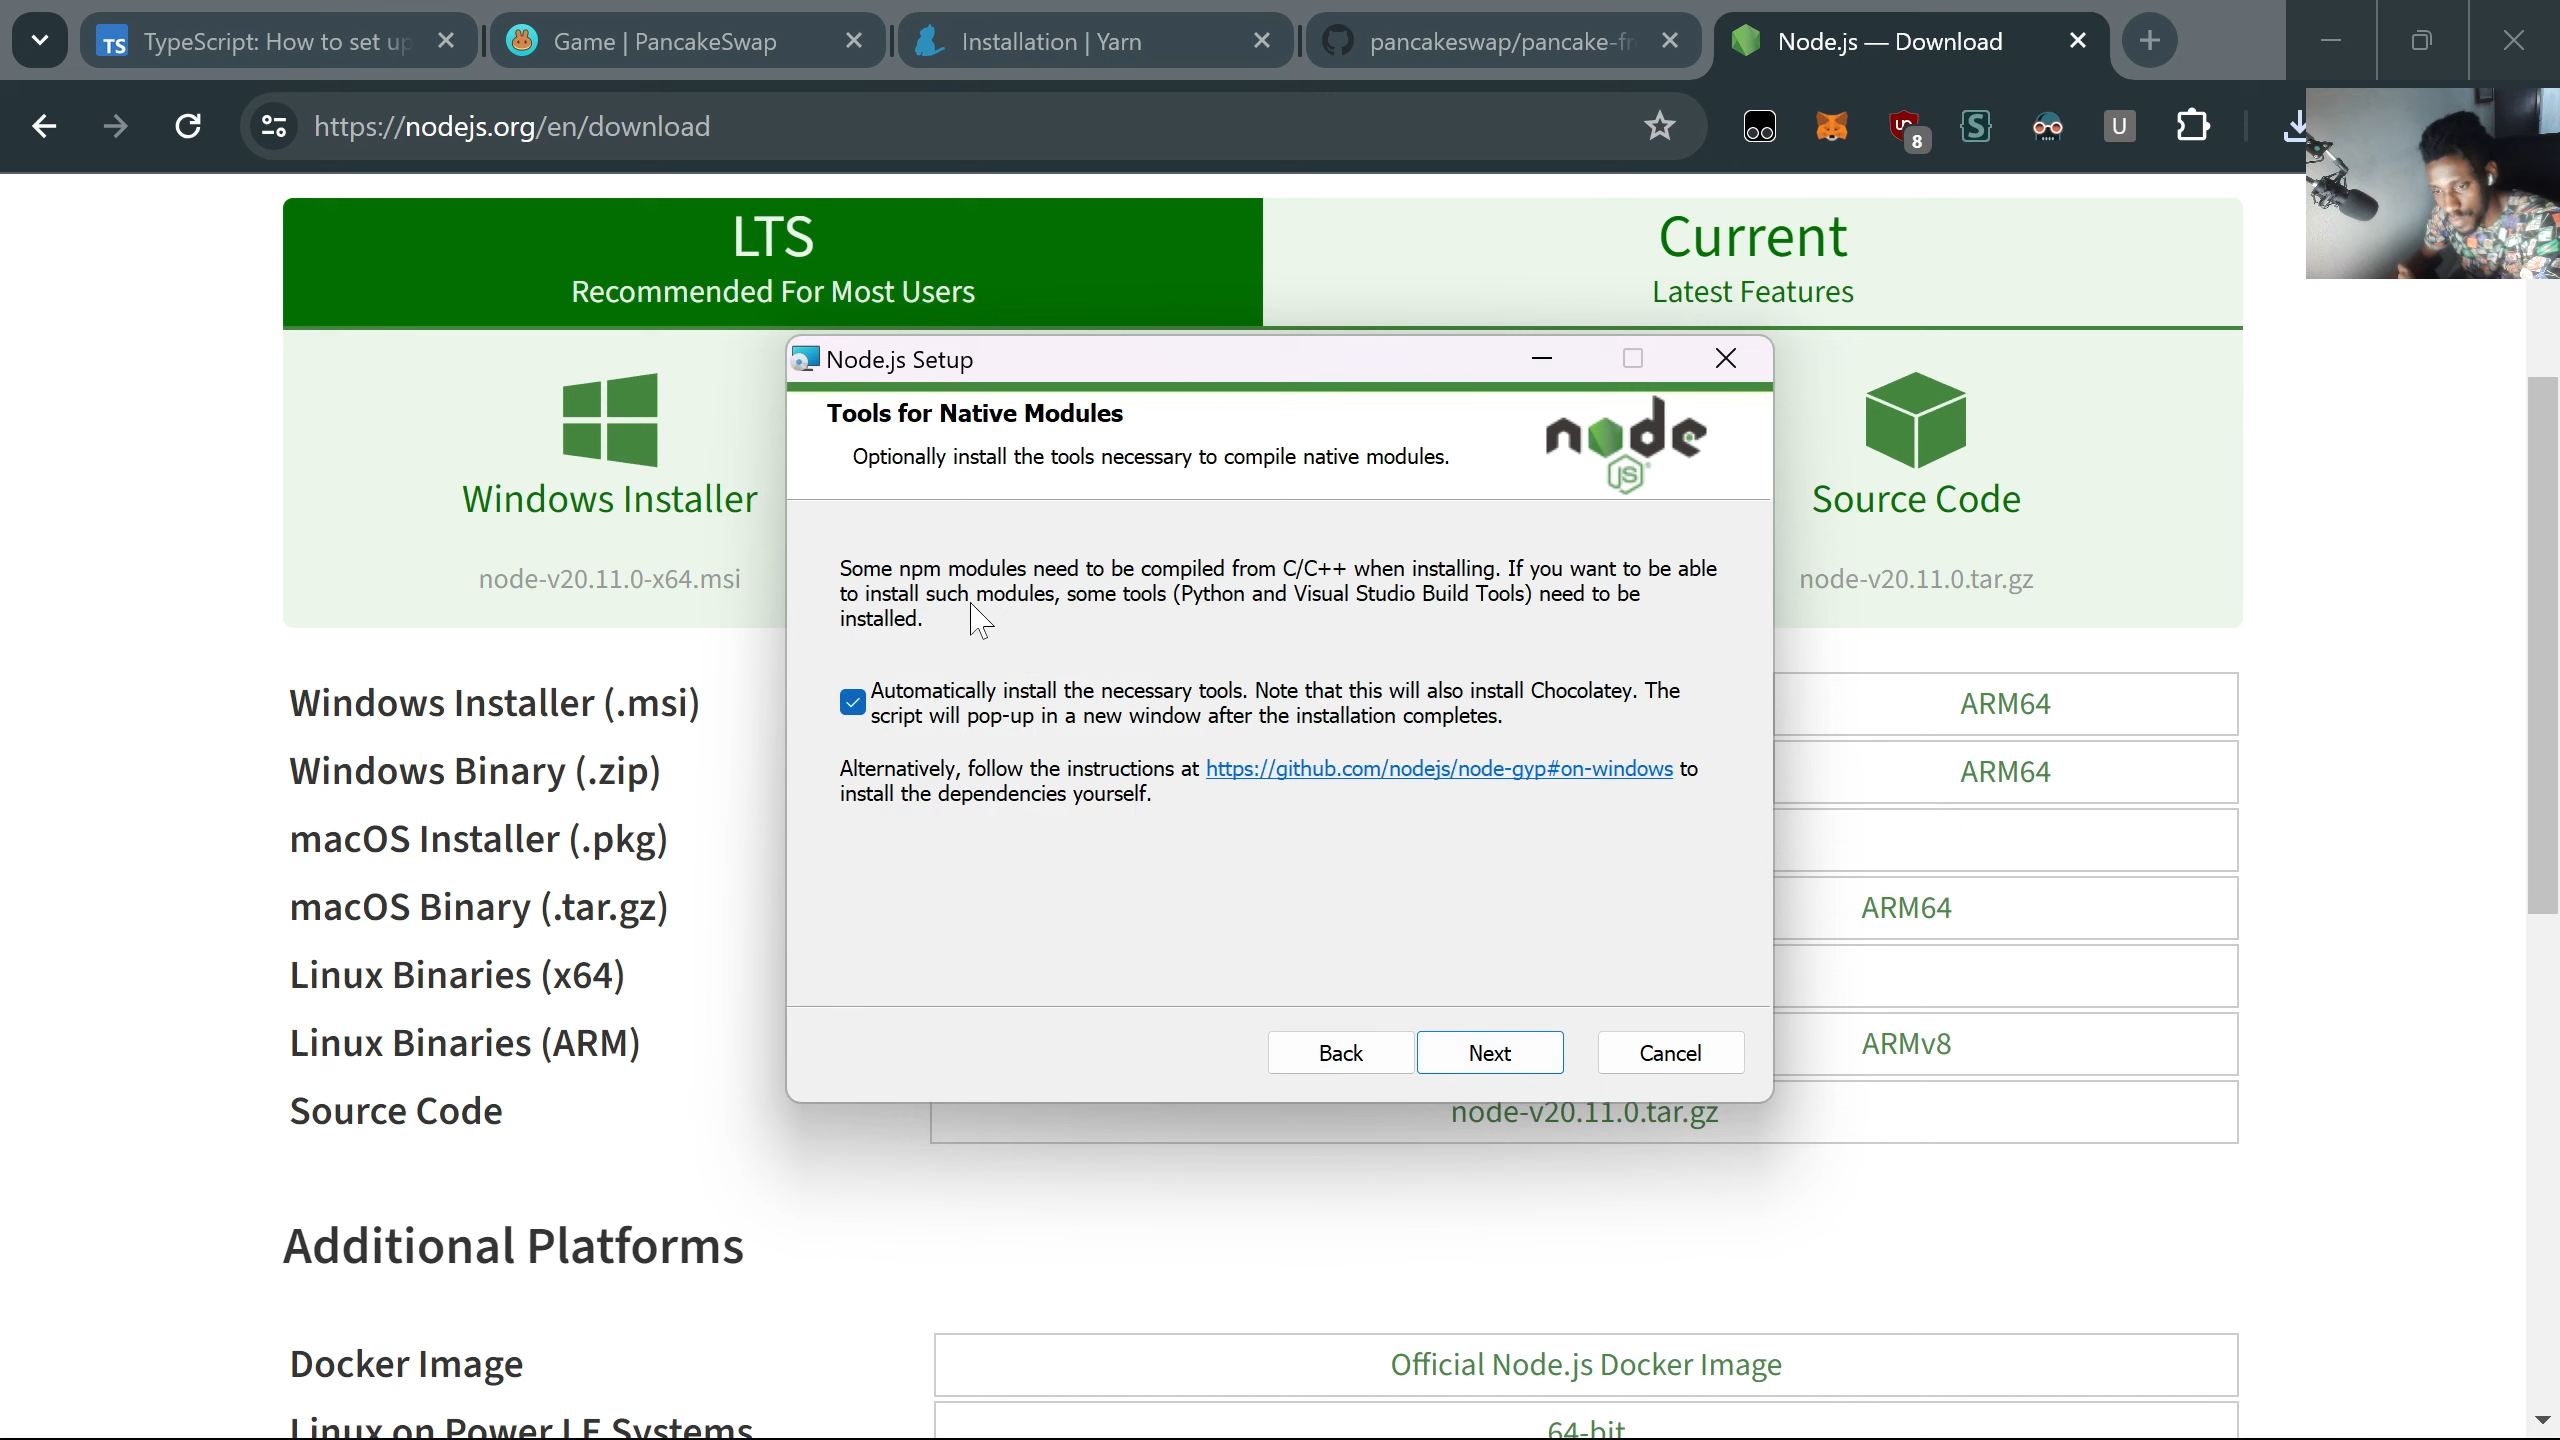 TypeScript: How to set up
Game | PancakeSwap
Installation | Yarn
pancakeswap/pancake-fr
Node.js — Download
https://nodejs.org/en/download
8
U
LTS
Recommended For Most Users
Current
Latest Features
Windows Installer
node-v20.11.0-x64.msi
Source Code
node-v20.11.0.tar.gz
Node.js Setup
Tools for Native Modules
Optionally install the tools necessary to compile native modules.
node
JS
Some npm modules need to be compiled from C/C++ when installing. If you want to be able
to install such modules, some tools (Python and Visual Studio Build Tools) need to be
installed.
Automatically install the necessary tools. Note that this will also install Chocolatey. The
script will pop-up in a new window after the installation completes.
Alternatively, follow the instructions at https://github.com/nodejs/node-gyp#on-windows to
install the dependencies yourself.
Back
Next
Cancel
Windows Installer (.msi)
ARM64
Windows Binary (.zip)
ARM64
macOS Installer (.pkg)
macOS Binary (.tar.gz)
ARM64
Linux Binaries (x64)
Linux Binaries (ARM)
ARMv8
Source Code
node-v20.11.0.tar.gz
Additional Platforms
Docker Image
Official Node.js Docker Image
Linux on Power LE Systems
64-bit